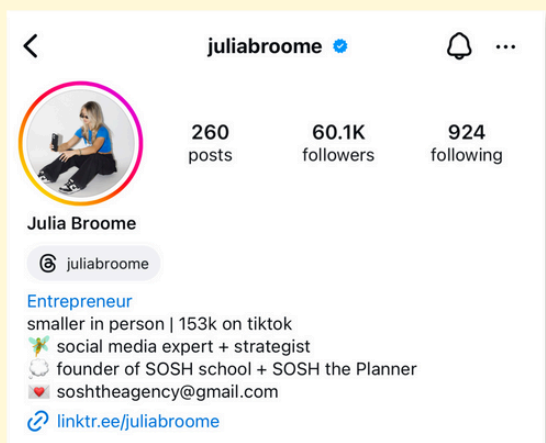 juliabroome
260 60.1K 924
posts followers following
Julia Broome
juliabroome
Entrepreneur
smaller in person | 153k on tiktok
social media expert + strategist
founder of SOSH school + SOSH the Planner
soshtheagency@gmail.com
linktr.ee/juliabroome